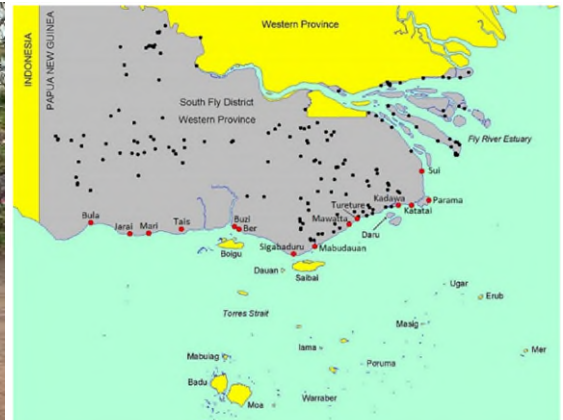 Western Province
INDONESIA
PAPUA NEW GUINEA
South Fly District
Western Province
Fly River Estuary
Sui
Kadawa
Parama
Tureture
Katatai
Bula
Tais
Buzi
Mawatta
Jarai
Mari
Ber
Daru
Mabudauan
Sigabaduru
Boigu
Dauan
Saibai
Ugar
Erub
Torres Strait
Masig
Iama
Mer
Mabuiag
Poruma
Badu
Warraber
Moa